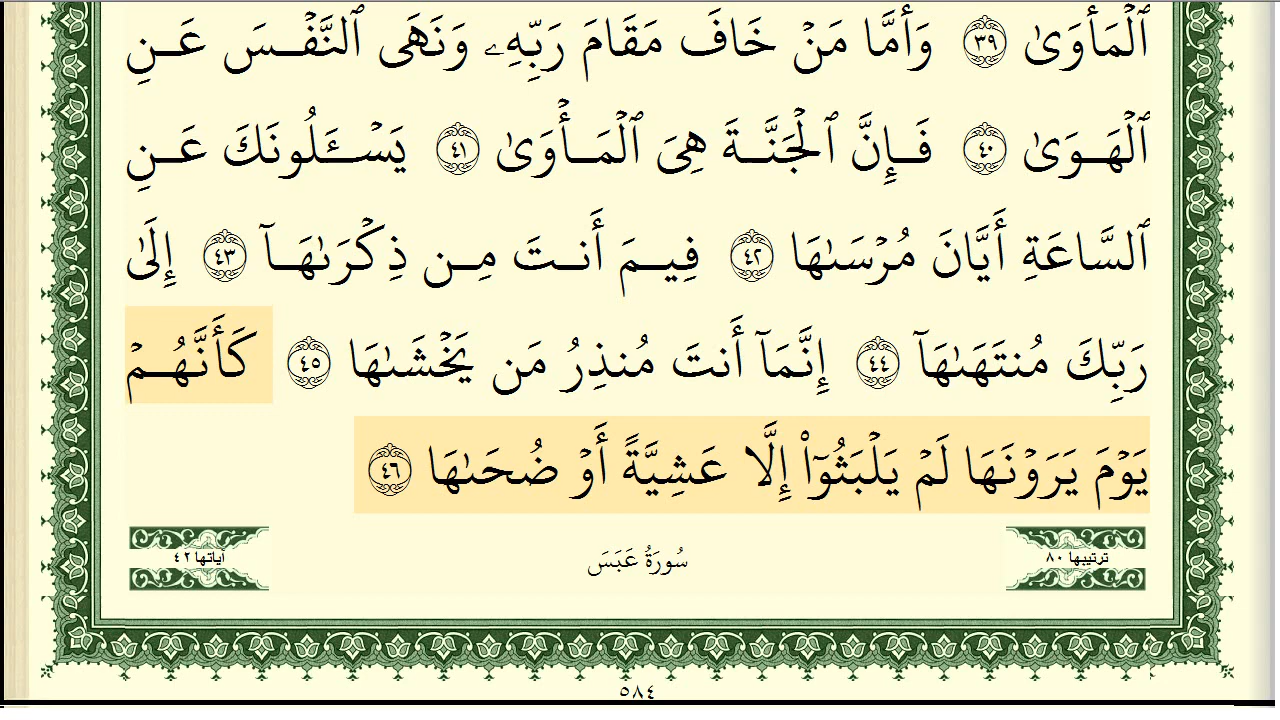 ٱلْمَأْوَىٰ ٣٩ وَأَمَّا مَنْ خَافَ مَقَامَ رَبِّهِۦ وَنَهَى ٱلنَّفْسَ عَنِ
ٱلْهَوَىٰ ٤٠ فَإِنَّ ٱلْجَنَّةَ هِىَ ٱلْمَأْوَىٰ ٤١ يَسْـَٔلُونَكَ عَنِ
ٱلسَّاعَةِ أَيَّانَ مُرْسَىٰهَا ٤٢ فِيمَ أَنتَ مِن ذِكْرَىٰهَآ ٤٣ إِلَىٰ
رَبِّكَ مُنتَهَىٰهَآ ٤٤ إِنَّمَآ أَنتَ مُنذِرُ مَن يَخْشَىٰهَا ٤٥ كَأَنَّهُمْ
يَوْمَ يَرَوْنَهَا لَمْ يَلْبَثُوٓا۟ إِلَّا عَشِيَّةً أَوْ ضُحَىٰهَا ٤٦
ترتيبها ٨٠ سُورَةُ عَبَسَ اياتها ٤٢
٥٨٤